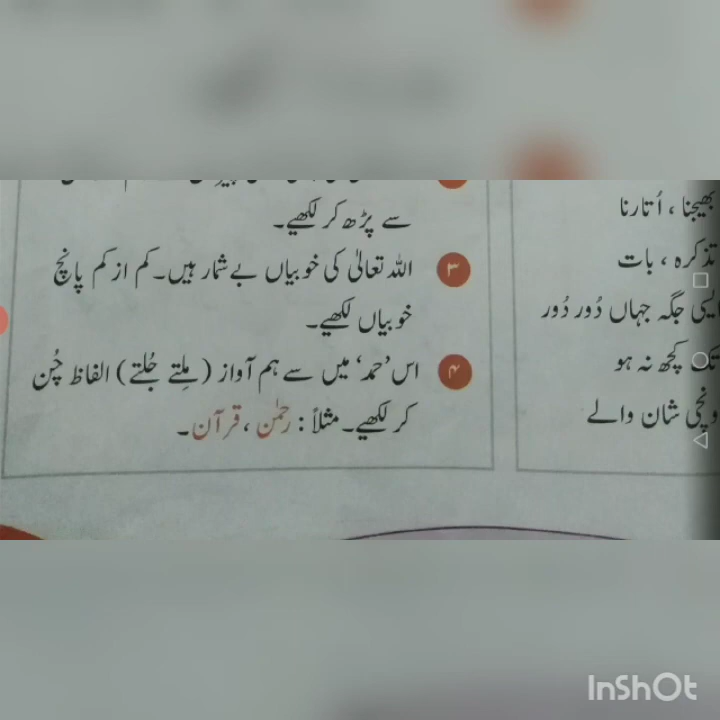 سے پڑھ کر لکھیے۔
۳ اللہ تعالیٰ کی خوبیاں بے شمار ہیں۔ کم از کم پانچ
خوبیاں لکھیے۔
۴ اس ’حمد‘ میں سے ہم آواز (مِلتے جُلتے) الفاظ چُن
کر لکھیے۔ مثلاً: رحمٰن، قرآن۔
بھیجنا، اُتارنا
تذکرہ، بات
ایسی جگہ جہاں دُور دُور
تک کچھ نہ ہو
اونچی شان والے
InShOt